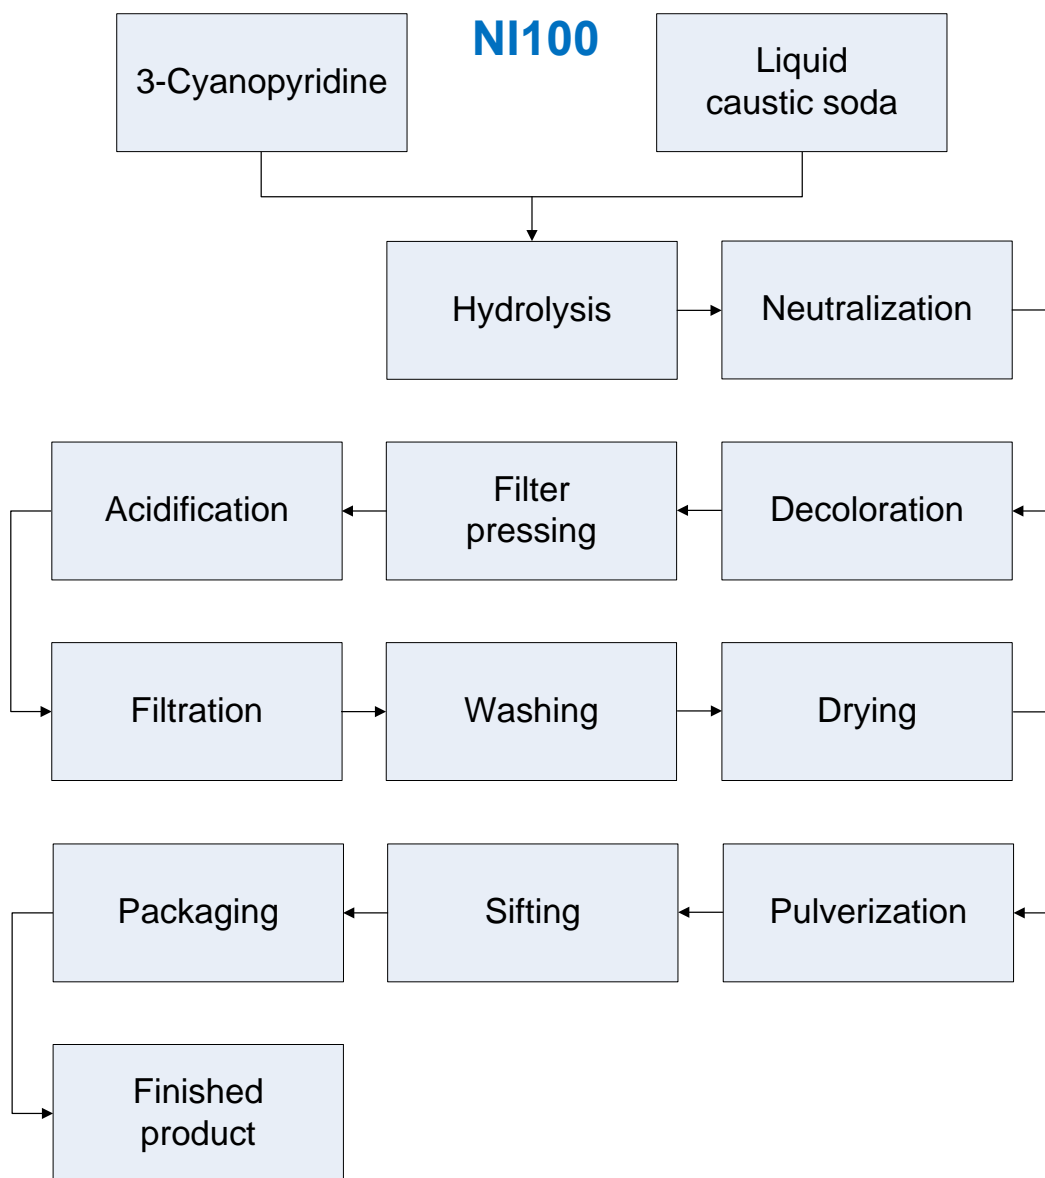 NI100
3-Cyanopyridine
Liquid
caustic soda
Hydrolysis
Neutralization
Decoloration
Filter
pressing
Acidification
Filtration
Washing
Drying
Pulverization
Sifting
Packaging
Finished
product